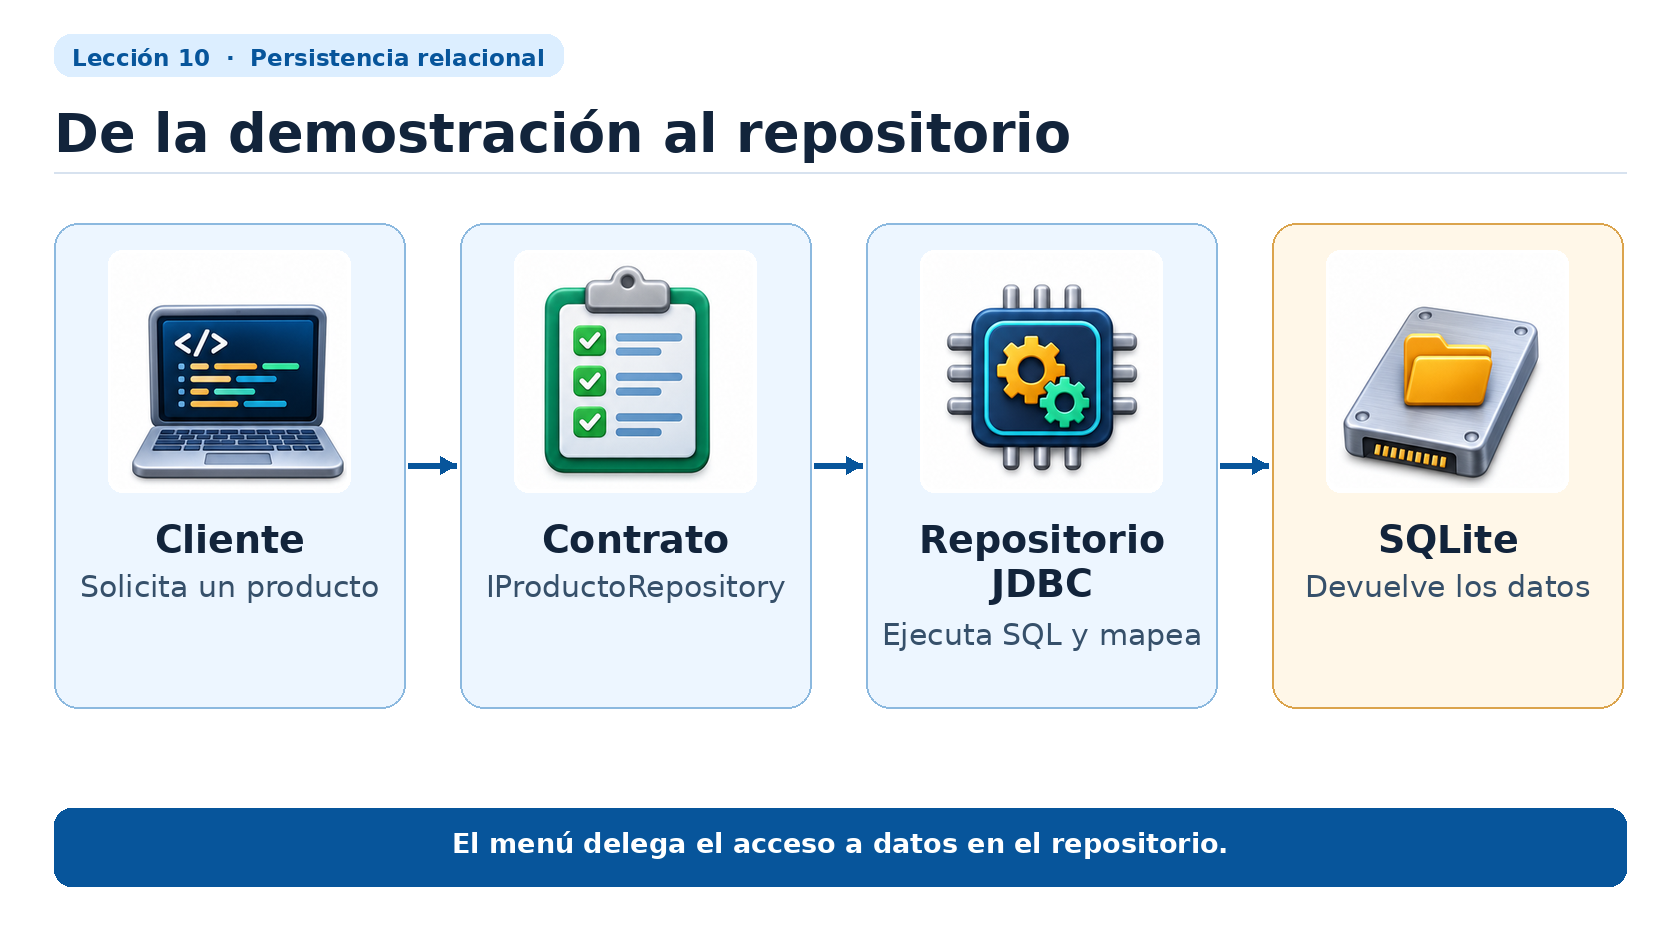 Lección 10 · Persistencia relacional
De la demostración al repositorio
</>
Cliente
Solicita un producto
Contrato
IProductoRepository
Repositorio
JDBC
Ejecuta SQL y mapea
SQLite
Devuelve los datos
El menú delega el acceso a datos en el repositorio.